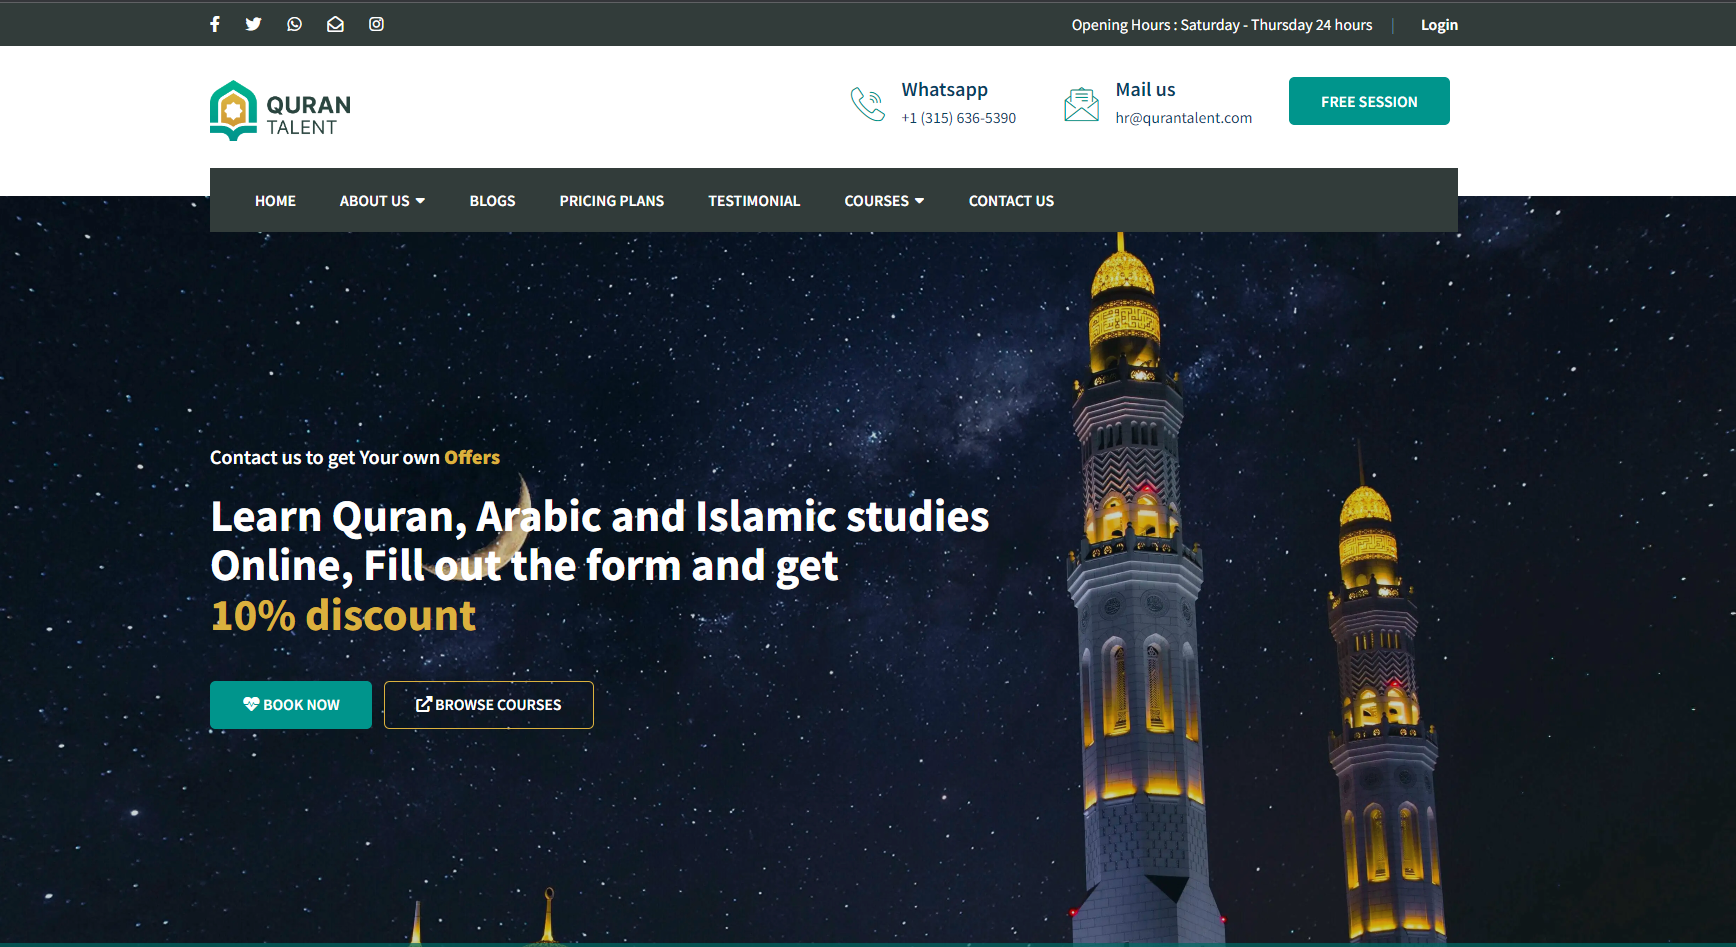 Opening Hours : Saturday - Thursday 24 hours | Login
QURAN
TALENT
Whatsapp
+1 (315) 636-5390
Mail us
hr@qurantalent.com
FREE SESSION
HOME ABOUT US BLOGS PRICING PLANS TESTIMONIAL COURSES CONTACT US
Contact us to get Your own Offers
Learn Quran, Arabic and Islamic studies
Online, Fill out the form and get
10% discount
BOOK NOW BROWSE COURSES